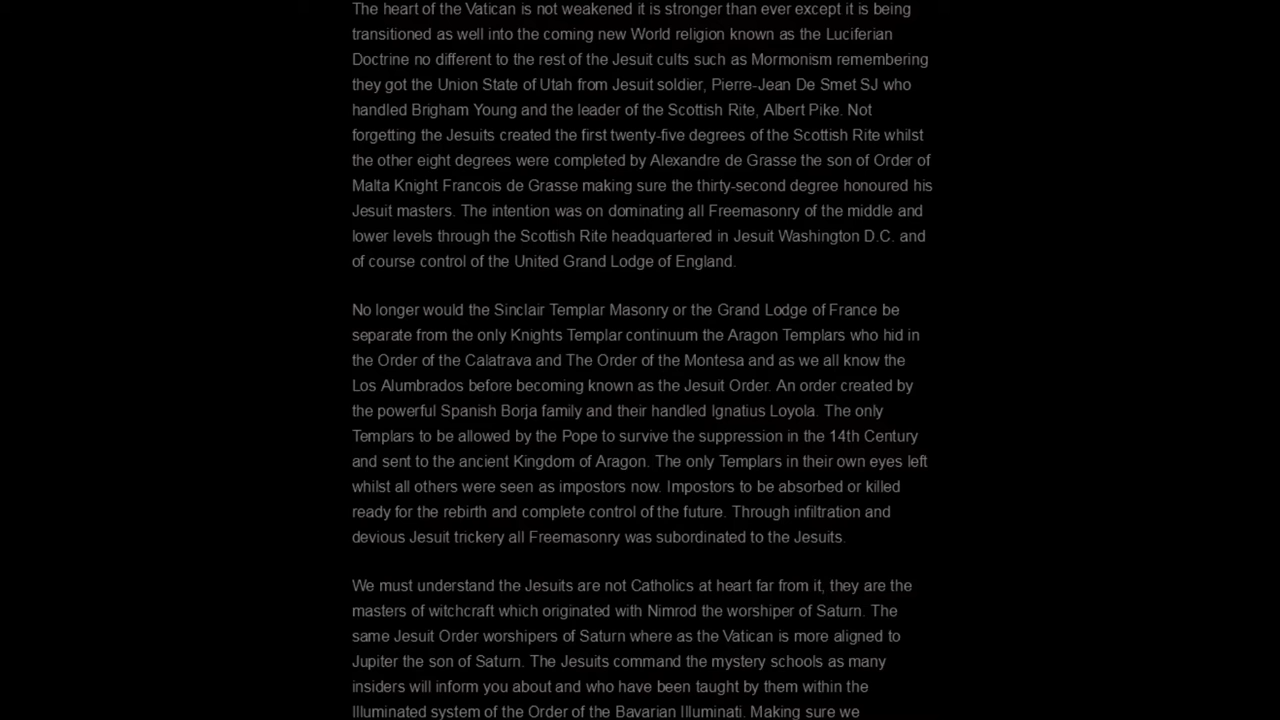 The heart of the Vatican is not weakened it is stronger than ever except it is being
transitioned as well into the coming new World religion known as the Luciferian
Doctrine no different to the rest of the Jesuit cults such as Mormonism remembering
they got the Union State of Utah from Jesuit soldier, Pierre-Jean De Smet SJ who
handled Brigham Young and the leader of the Scottish Rite, Albert Pike. Not
forgetting the Jesuits created the first twenty-five degrees of the Scottish Rite whilst
the other eight degrees were completed by Alexandre de Grasse the son of Order of
Malta Knight Francois de Grasse making sure the thirty-second degree honoured his
Jesuit masters. The intention was on dominating all Freemasonry of the middle and
lower levels through the Scottish Rite headquartered in Jesuit Washington D.C. and
of course control of the United Grand Lodge of England.
No longer would the Sinclair Templar Masonry or the Grand Lodge of France be
separate from the only Knights Templar continuum the Aragon Templars who hid in
the Order of the Calatrava and The Order of the Montesa and as we all know the
Los Alumbrados before becoming known as the Jesuit Order. An order created by
the powerful Spanish Borja family and their handled Ignatius Loyola. The only
Templars to be allowed by the Pope to survive the suppression in the 14th Century
and sent to the ancient Kingdom of Aragon. The only Templars in their own eyes left
whilst all others were seen as impostors now. Impostors to be absorbed or killed
ready for the rebirth and complete control of the future. Through infiltration and
devious Jesuit trickery all Freemasonry was subordinated to the Jesuits.
We must understand the Jesuits are not Catholics at heart far from it, they are the
masters of witchcraft which originated with Nimrod the worshiper of Saturn. The
same Jesuit Order worshipers of Saturn where as the Vatican is more aligned to
Jupiter the son of Saturn. The Jesuits command the mystery schools as many
insiders will inform you about and who have been taught by them within the
Illuminated system of the Order of the Bavarian Illuminati. Making sure we